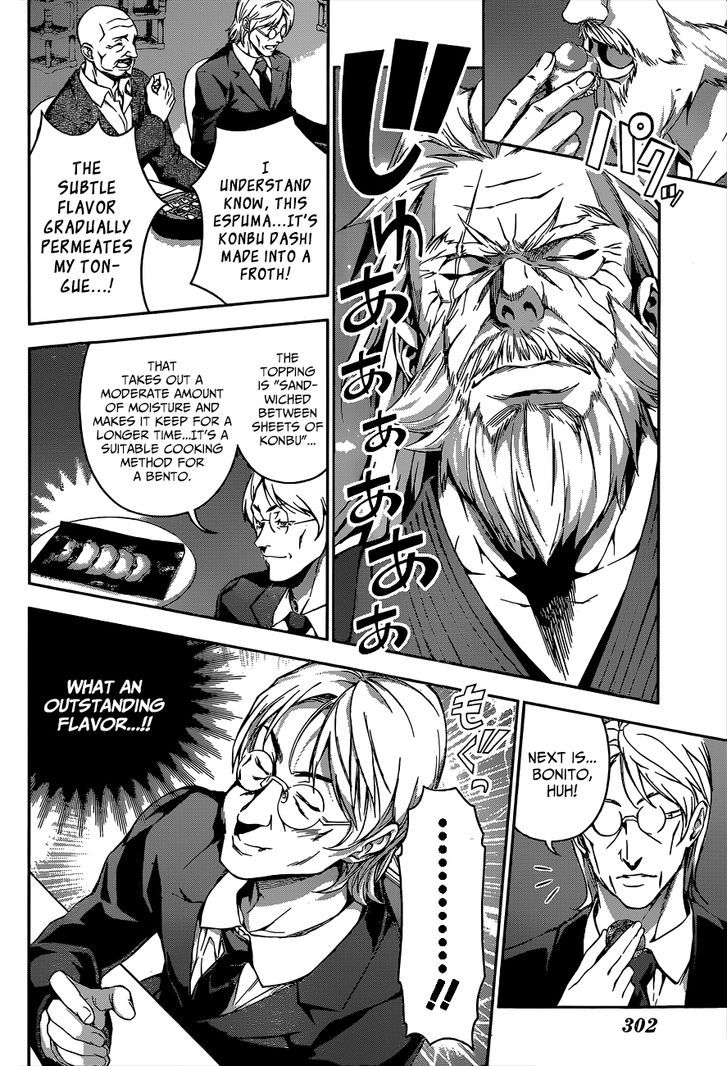 パクッ
じゅわあぁぁぁああぁ
I
UNDERSTAND
KNOW, THIS
ESPUMA...IT'S
KONBU DASHI
MADE INTO A
FROTH!
THE
SUBTLE
FLAVOR
GRADUALLY
PERMEATES
MY TON-
GUE...!
THE
TOPPING
IS "SAND-
WICHED
BETWEEN
SHEETS OF
KONBU"...
THAT
TAKES OUT A
MODERATE AMOUNT
OF MOISTURE AND
MAKES IT KEEP FOR A
LONGER TIME...IT'S A
SUITABLE COOKING
METHOD FOR
A BENTO.
NEXT IS...
BONITO,
HUH!
もぐっ
.........!!
WHAT AN
OUTSTANDING
FLAVOR...!!
302